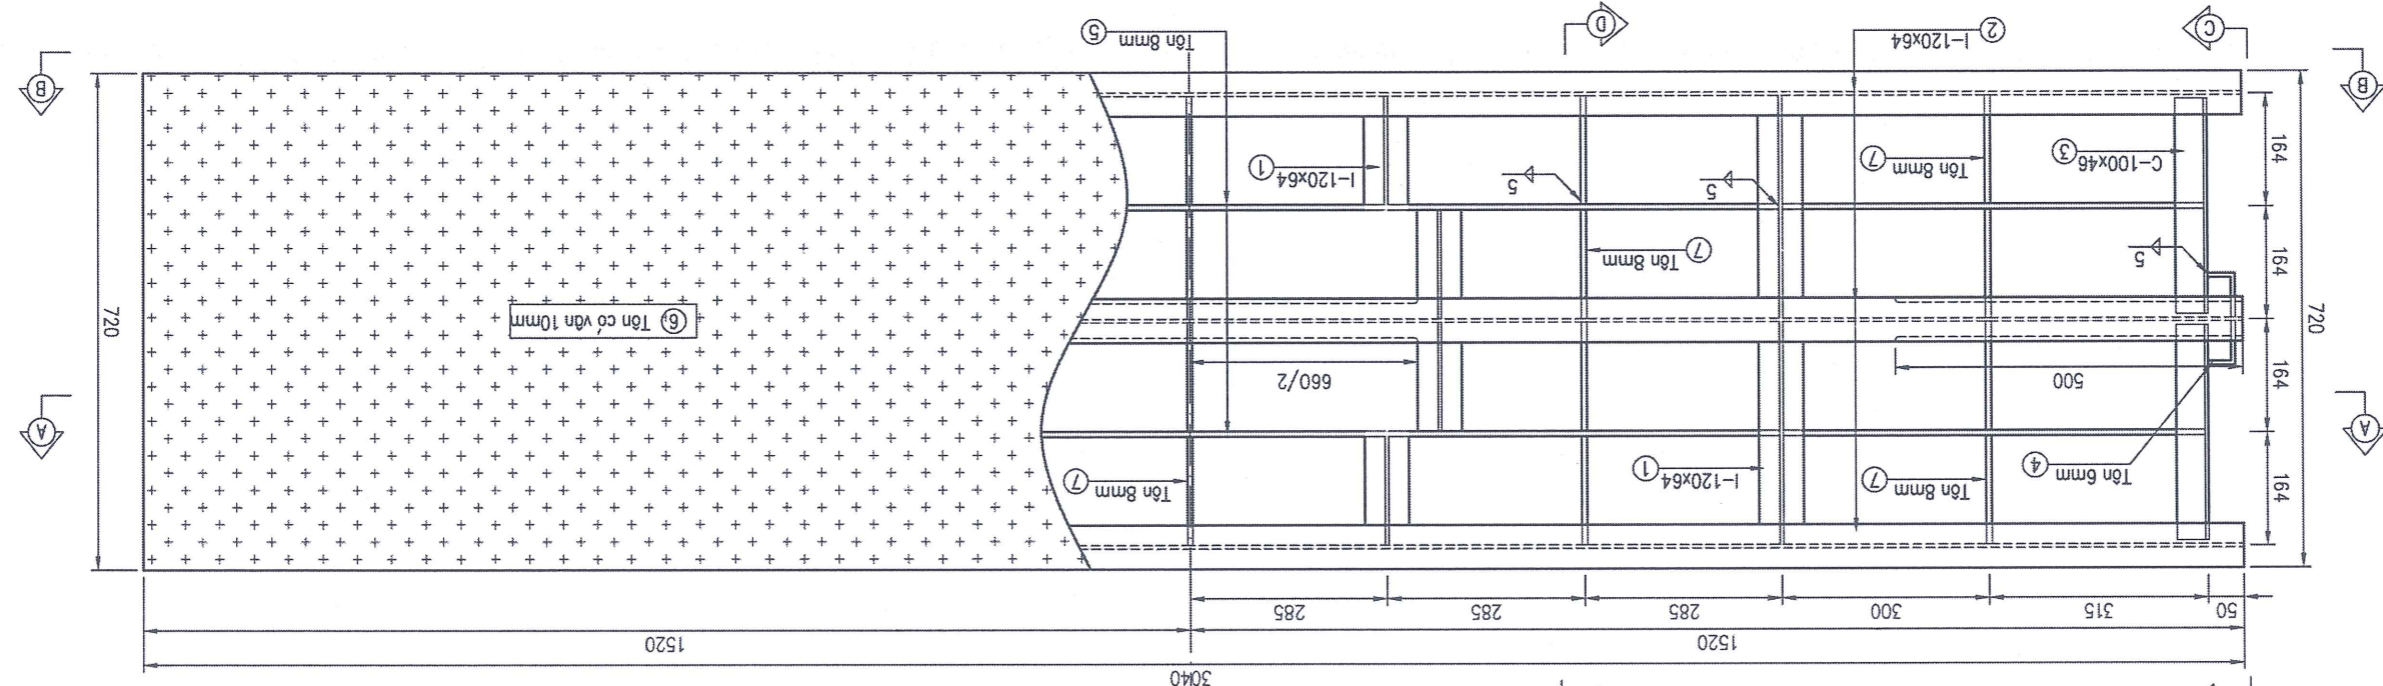 3040
1520
1520
50
315
300
285
285
285
164
Tôn 6mm 4
Tôn 8mm 7
I-120x64 1
Tôn 8mm 7
A
A
500
660/2
164
720
6 Tôn có vân 10mm
720
164
5
7 Tôn 8mm
164
C-100x46 3
Tôn 8mm 7
5
5
I-120x64 1
B
B
C
2 I-120x64
D
Tôn 8mm 5